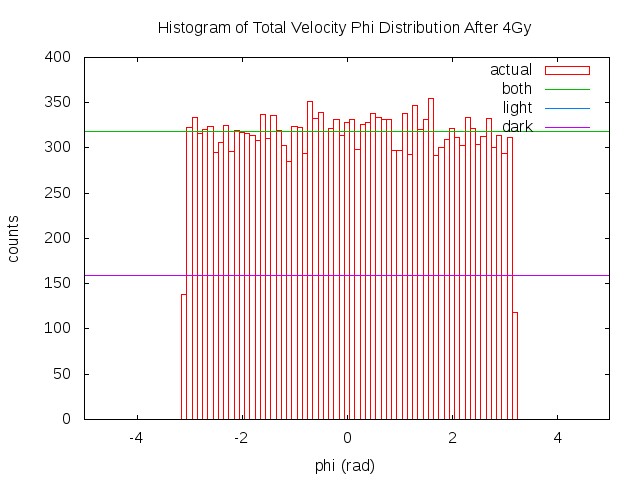 Histogram of Total Velocity Phi Distribution After 4Gy
400
350
300
250
200
150
100
50
0
counts
actual
both
light
dark
-4 -2 0 2 4
phi (rad)